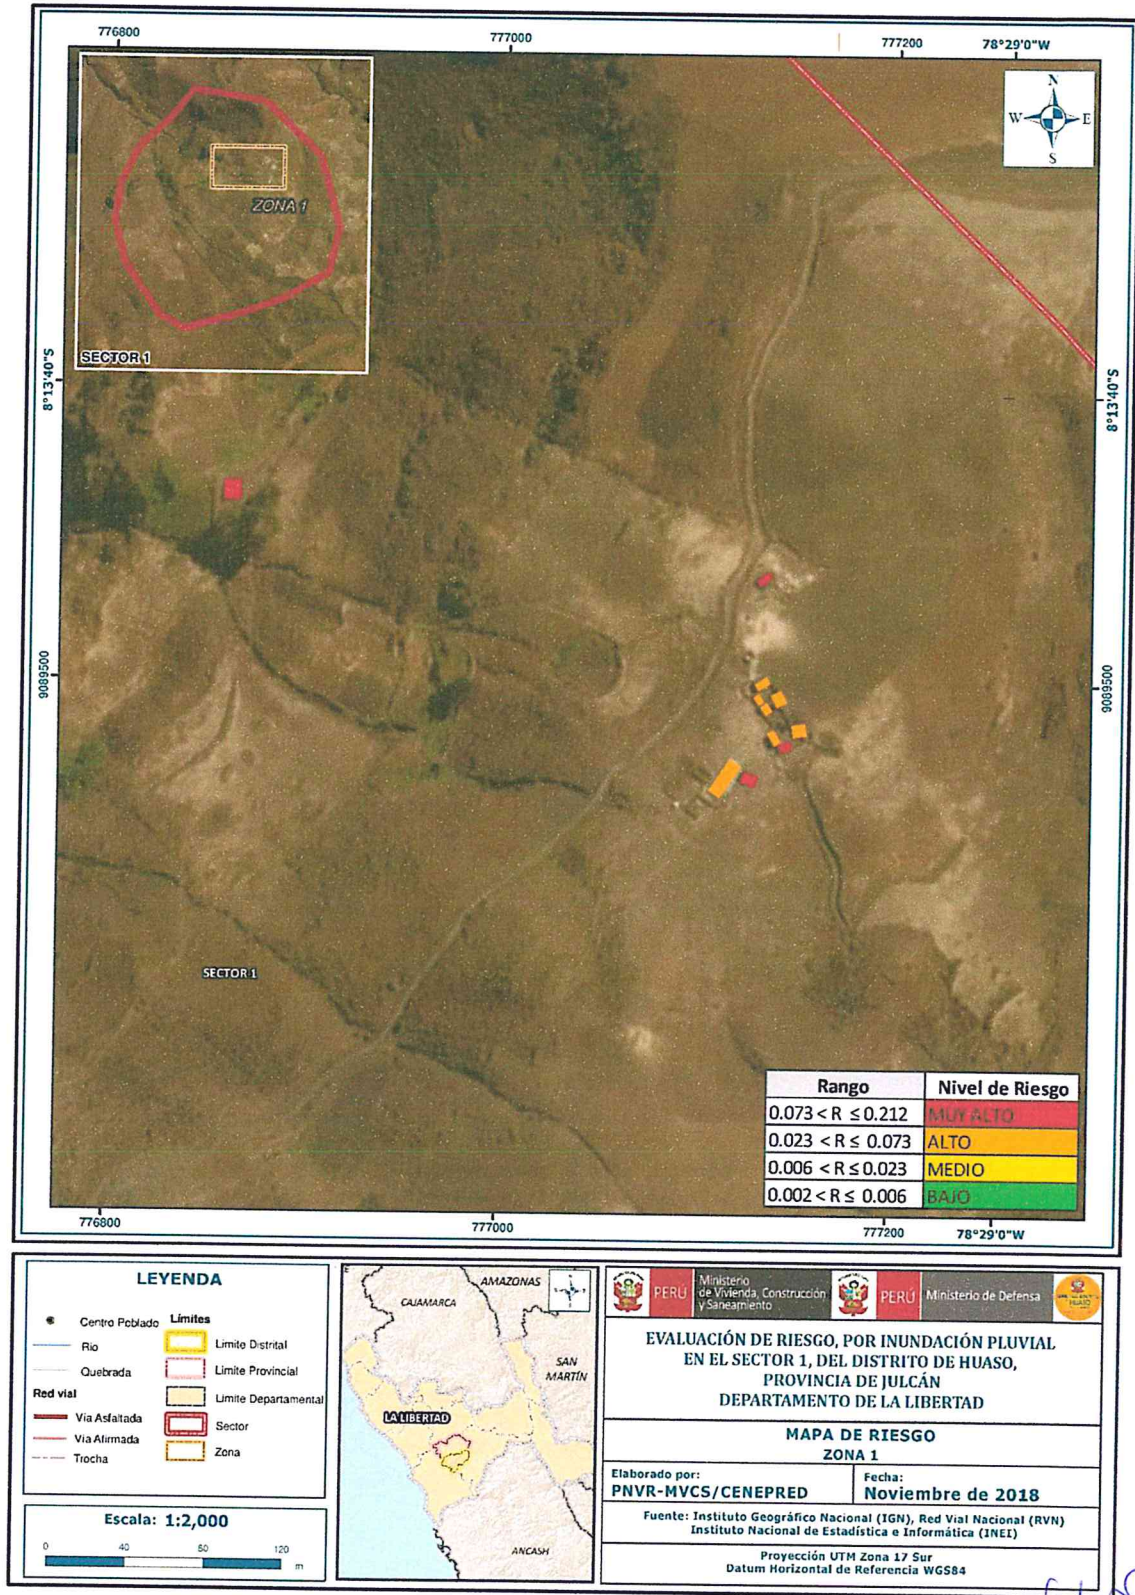 776800
777000
777200
78°29'0"W
N
W
E
S
ZONA 1
SECTOR 1
8°13'40"S
8°13'40"S
9089500
9089500
SECTOR 1
Rango
Nivel de Riesgo
0.073 < R ≤ 0.212
MUY ALTO
0.023 < R ≤ 0.073
ALTO
0.006 < R ≤ 0.023
MEDIO
0.002 < R ≤ 0.006
BAJO
776800
777000
777200
78°29'0"W
LEYENDA
Centro Poblado
Rio
Quebrada
Red vial
Via Asfaltada
Via Afirmada
Trocha
Límites
Limite Distrital
Limite Provincial
Limite Departamental
Sector
Zona
Escala: 1:2,000
0 40 80 120
m
AMAZONAS
CAJAMARCA
SAN
MARTÍN
LA LIBERTAD
ANCASH
PERÚ
Ministerio
de Vivienda, Construcción
y Saneamiento
PERÚ
Ministerio de Defensa
HUASO
EVALUACIÓN DE RIESGO, POR INUNDACIÓN PLUVIAL
EN EL SECTOR 1, DEL DISTRITO DE HUASO,
PROVINCIA DE JULCÁN
DEPARTAMENTO DE LA LIBERTAD
MAPA DE RIESGO
ZONA 1
Elaborado por:
PNVR-MVCS/CENEPRED
Fecha:
Noviembre de 2018
Fuente: Instituto Geográfico Nacional (IGN), Red Vial Nacional (RVN)
Instituto Nacional de Estadística e Informática (INEI)
Proyección UTM Zona 17 Sur
Datum Horizontal de Referencia WGS84